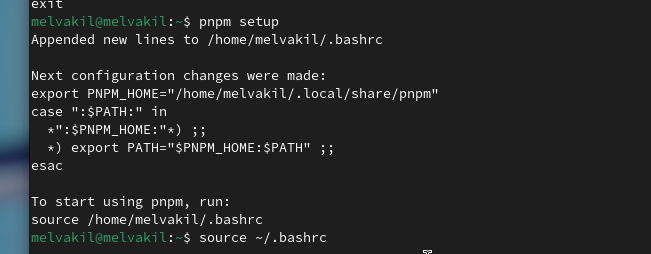 exit
melvakil@melvakil:~$ pnpm setup
Appended new lines to /home/melvakil/.bashrc
Next configuration changes were made:
export PNPM_HOME="/home/melvakil/.local/share/pnpm"
case ":$PATH:" in
  *":$PNPM_HOME:"*) ;;
  *) export PATH="$PNPM_HOME:$PATH" ;;
esac
To start using pnpm, run:
source /home/melvakil/.bashrc
melvakil@melvakil:~$ source ~/.bashrc